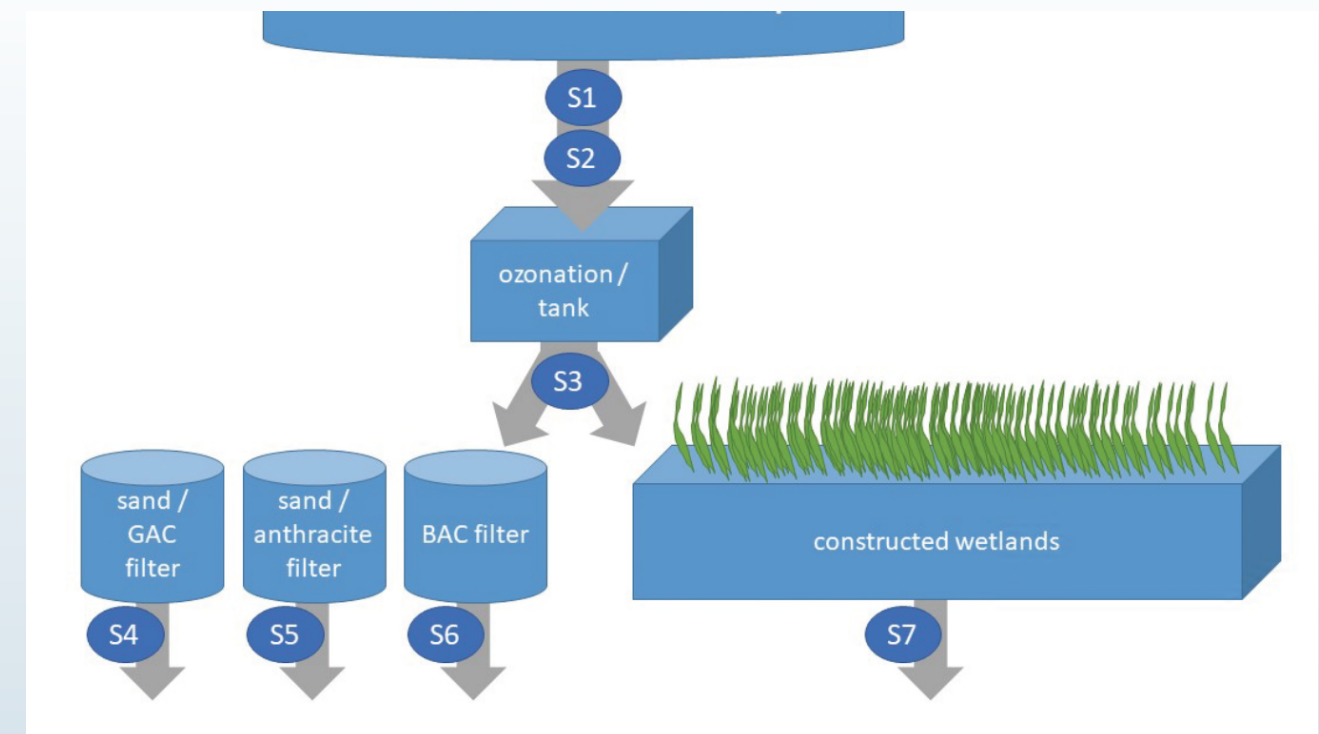 S1
S2
ozonation /
tank
S3
sand /
GAC
filter
sand /
anthracite
filter
BAC filter
constructed wetlands
S4
S5
S6
S7